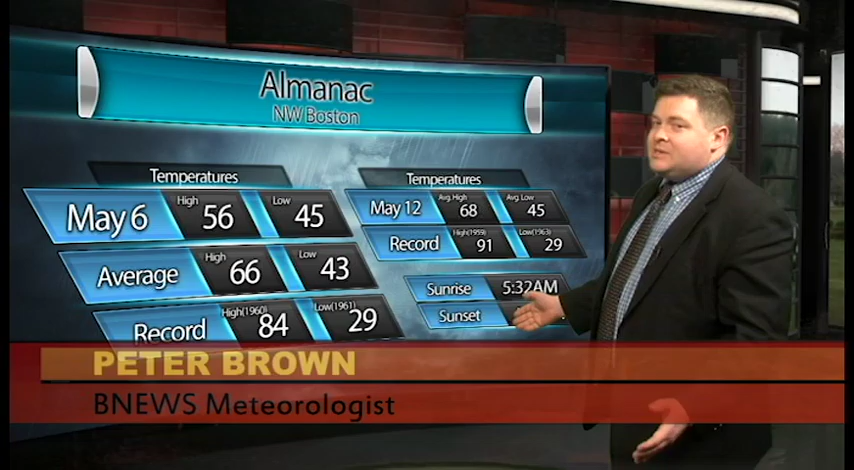 Almanac
NW Boston
Temperatures
May 6 High 56 Low 45
Average High 66 Low 43
Record High(1960) 84 Low(1961) 29
Temperatures
May 12 Avg. High 68 Avg. Low 45
Record High(1959) 91 Low(1963) 29
Sunrise 5:32AM
Sunset
PETER BROWN
BNEWS Meteorologist